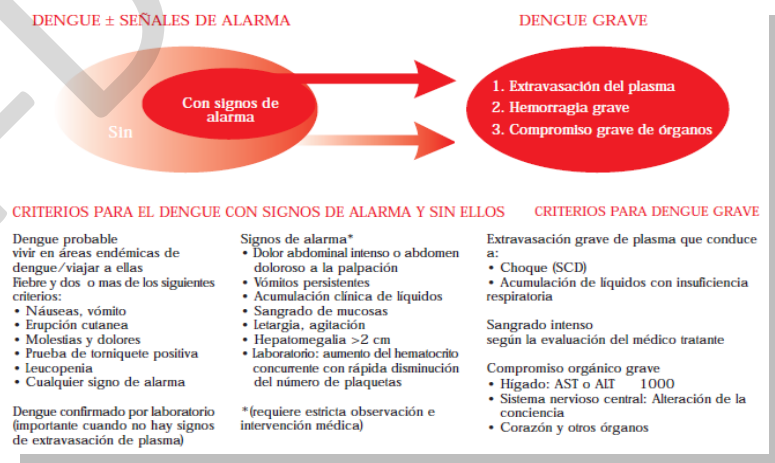 DENGUE ± SEÑALES DE ALARMA
DENGUE GRAVE
Con signos de
alarma
Sin
1. Extravasación del plasma
2. Hemorragia grave
3. Compromiso grave de órganos
CRITERIOS PARA EL DENGUE CON SIGNOS DE ALARMA Y SIN ELLOS
CRITERIOS PARA DENGUE GRAVE
Dengue probable
vivir en áreas endémicas de
dengue/viajar a ellas
Fiebre y dos o mas de los siguientes
criterios:
• Náuseas, vómito
• Erupción cutanea
• Molestias y dolores
• Prueba de torniquete positiva
• Leucopenia
• Cualquier signo de alarma
Dengue confirmado por laboratorio
(importante cuando no hay signos
de extravasación de plasma)
Signos de alarma*
• Dolor abdominal intenso o abdomen
doloroso a la palpación
• Vómitos persistentes
• Acumulación clínica de líquidos
• Sangrado de mucosas
• Letargia, agitación
• Hepatomegalia >2 cm
• Laboratorio: aumento del hematocrito
concurrente con rápida disminución
del número de plaquetas
*(requiere estricta observación e
intervención médica)
Extravasación grave de plasma que conduce
a:
• Choque (SCD)
• Acumulación de líquidos con insuficiencia
respiratoria
Sangrado intenso
según la evaluación del médico tratante
Compromiso orgánico grave
• Hígado: AST o ALT 1000
• Sistema nervioso central: Alteración de la
conciencia
• Corazón y otros órganos